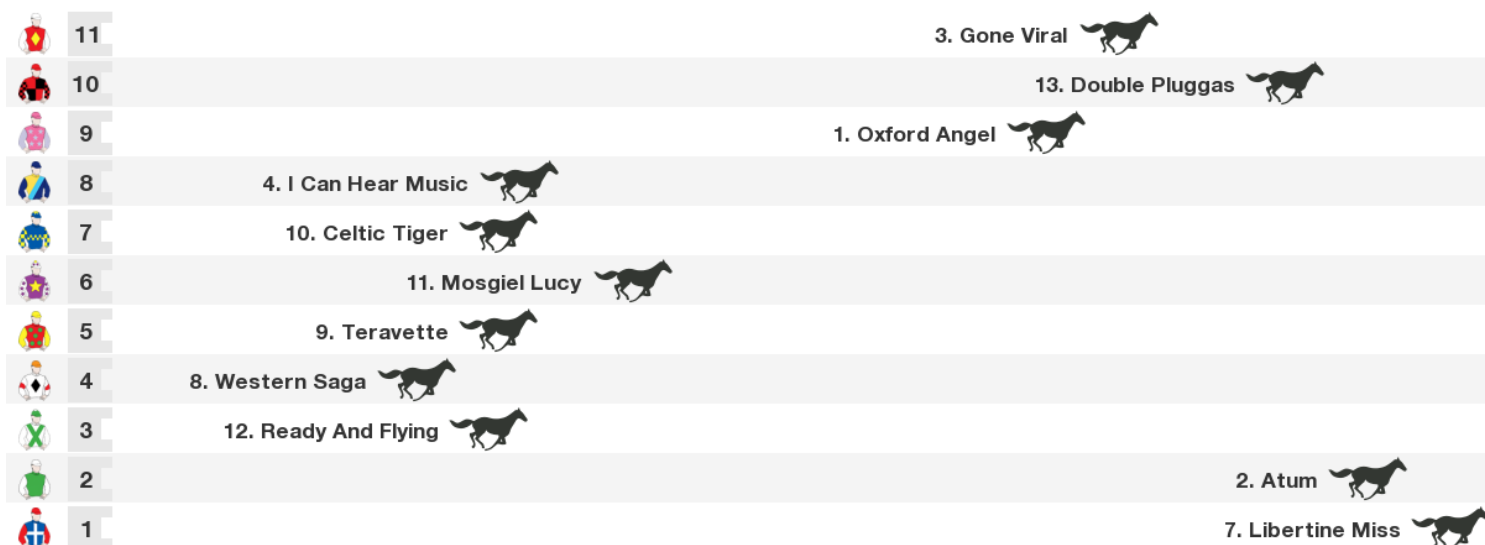 11 3. Gone Viral
10 13. Double Pluggas
9 1. Oxford Angel
8 4. I Can Hear Music
7 10. Celtic Tiger
6 11. Mosgiel Lucy
5 9. Teravette
4 8. Western Saga
3 12. Ready And Flying
2 2. Atum
1 7. Libertine Miss